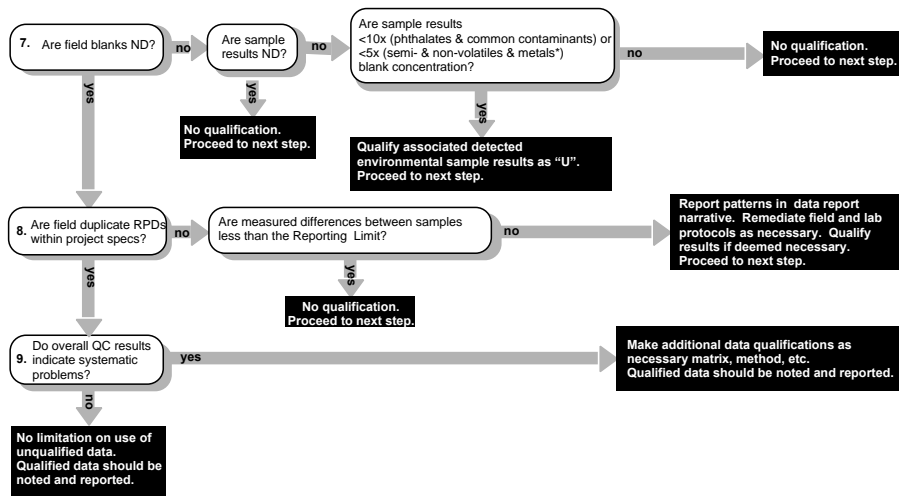 7. Are field blanks ND?
no
Are sample
results ND?
no
Are sample results
<10x (phthalates & common contaminants) or
<5x (semi- & non-volatiles & metals*)
blank concentration?
no
No qualification.
Proceed to next step.
yes
yes
No qualification.
Proceed to next step.
yes
Qualify associated detected
environmental sample results as “U”.
Proceed to next step.
8. Are field duplicate RPDs
within project specs?
no
Are measured differences between samples
less than the Reporting Limit?
no
Report patterns in data report
narrative. Remediate field and lab
protocols as necessary. Qualify
results if deemed necessary.
Proceed to next step.
yes
yes
No qualification.
Proceed to next step.
9. Do overall QC results
indicate systematic
problems?
yes
Make additional data qualifications as
necessary matrix, method, etc.
Qualified data should be noted and reported.
no
No limitation on use of
unqualified data.
Qualified data should be
noted and reported.